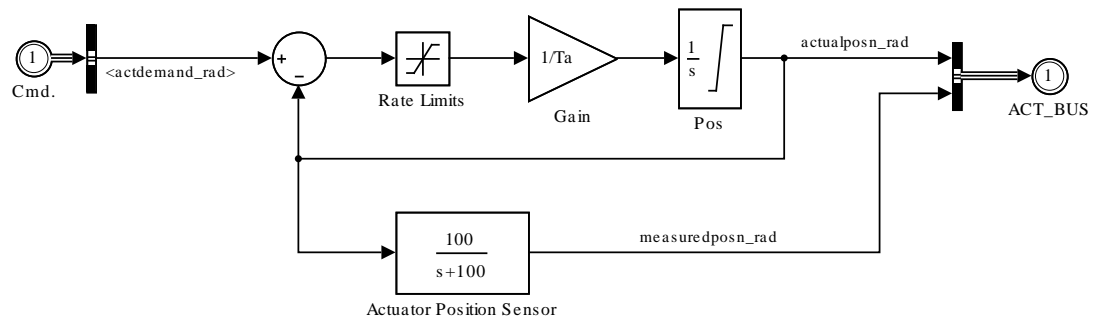 1
Cmd.
<actdemand_rad>
+
−
Rate Limits
1/Ta
Gain
1
s
Pos
actualposn_rad
1
ACT_BUS
100
s+100
Actuator Position Sensor
measuredposn_rad